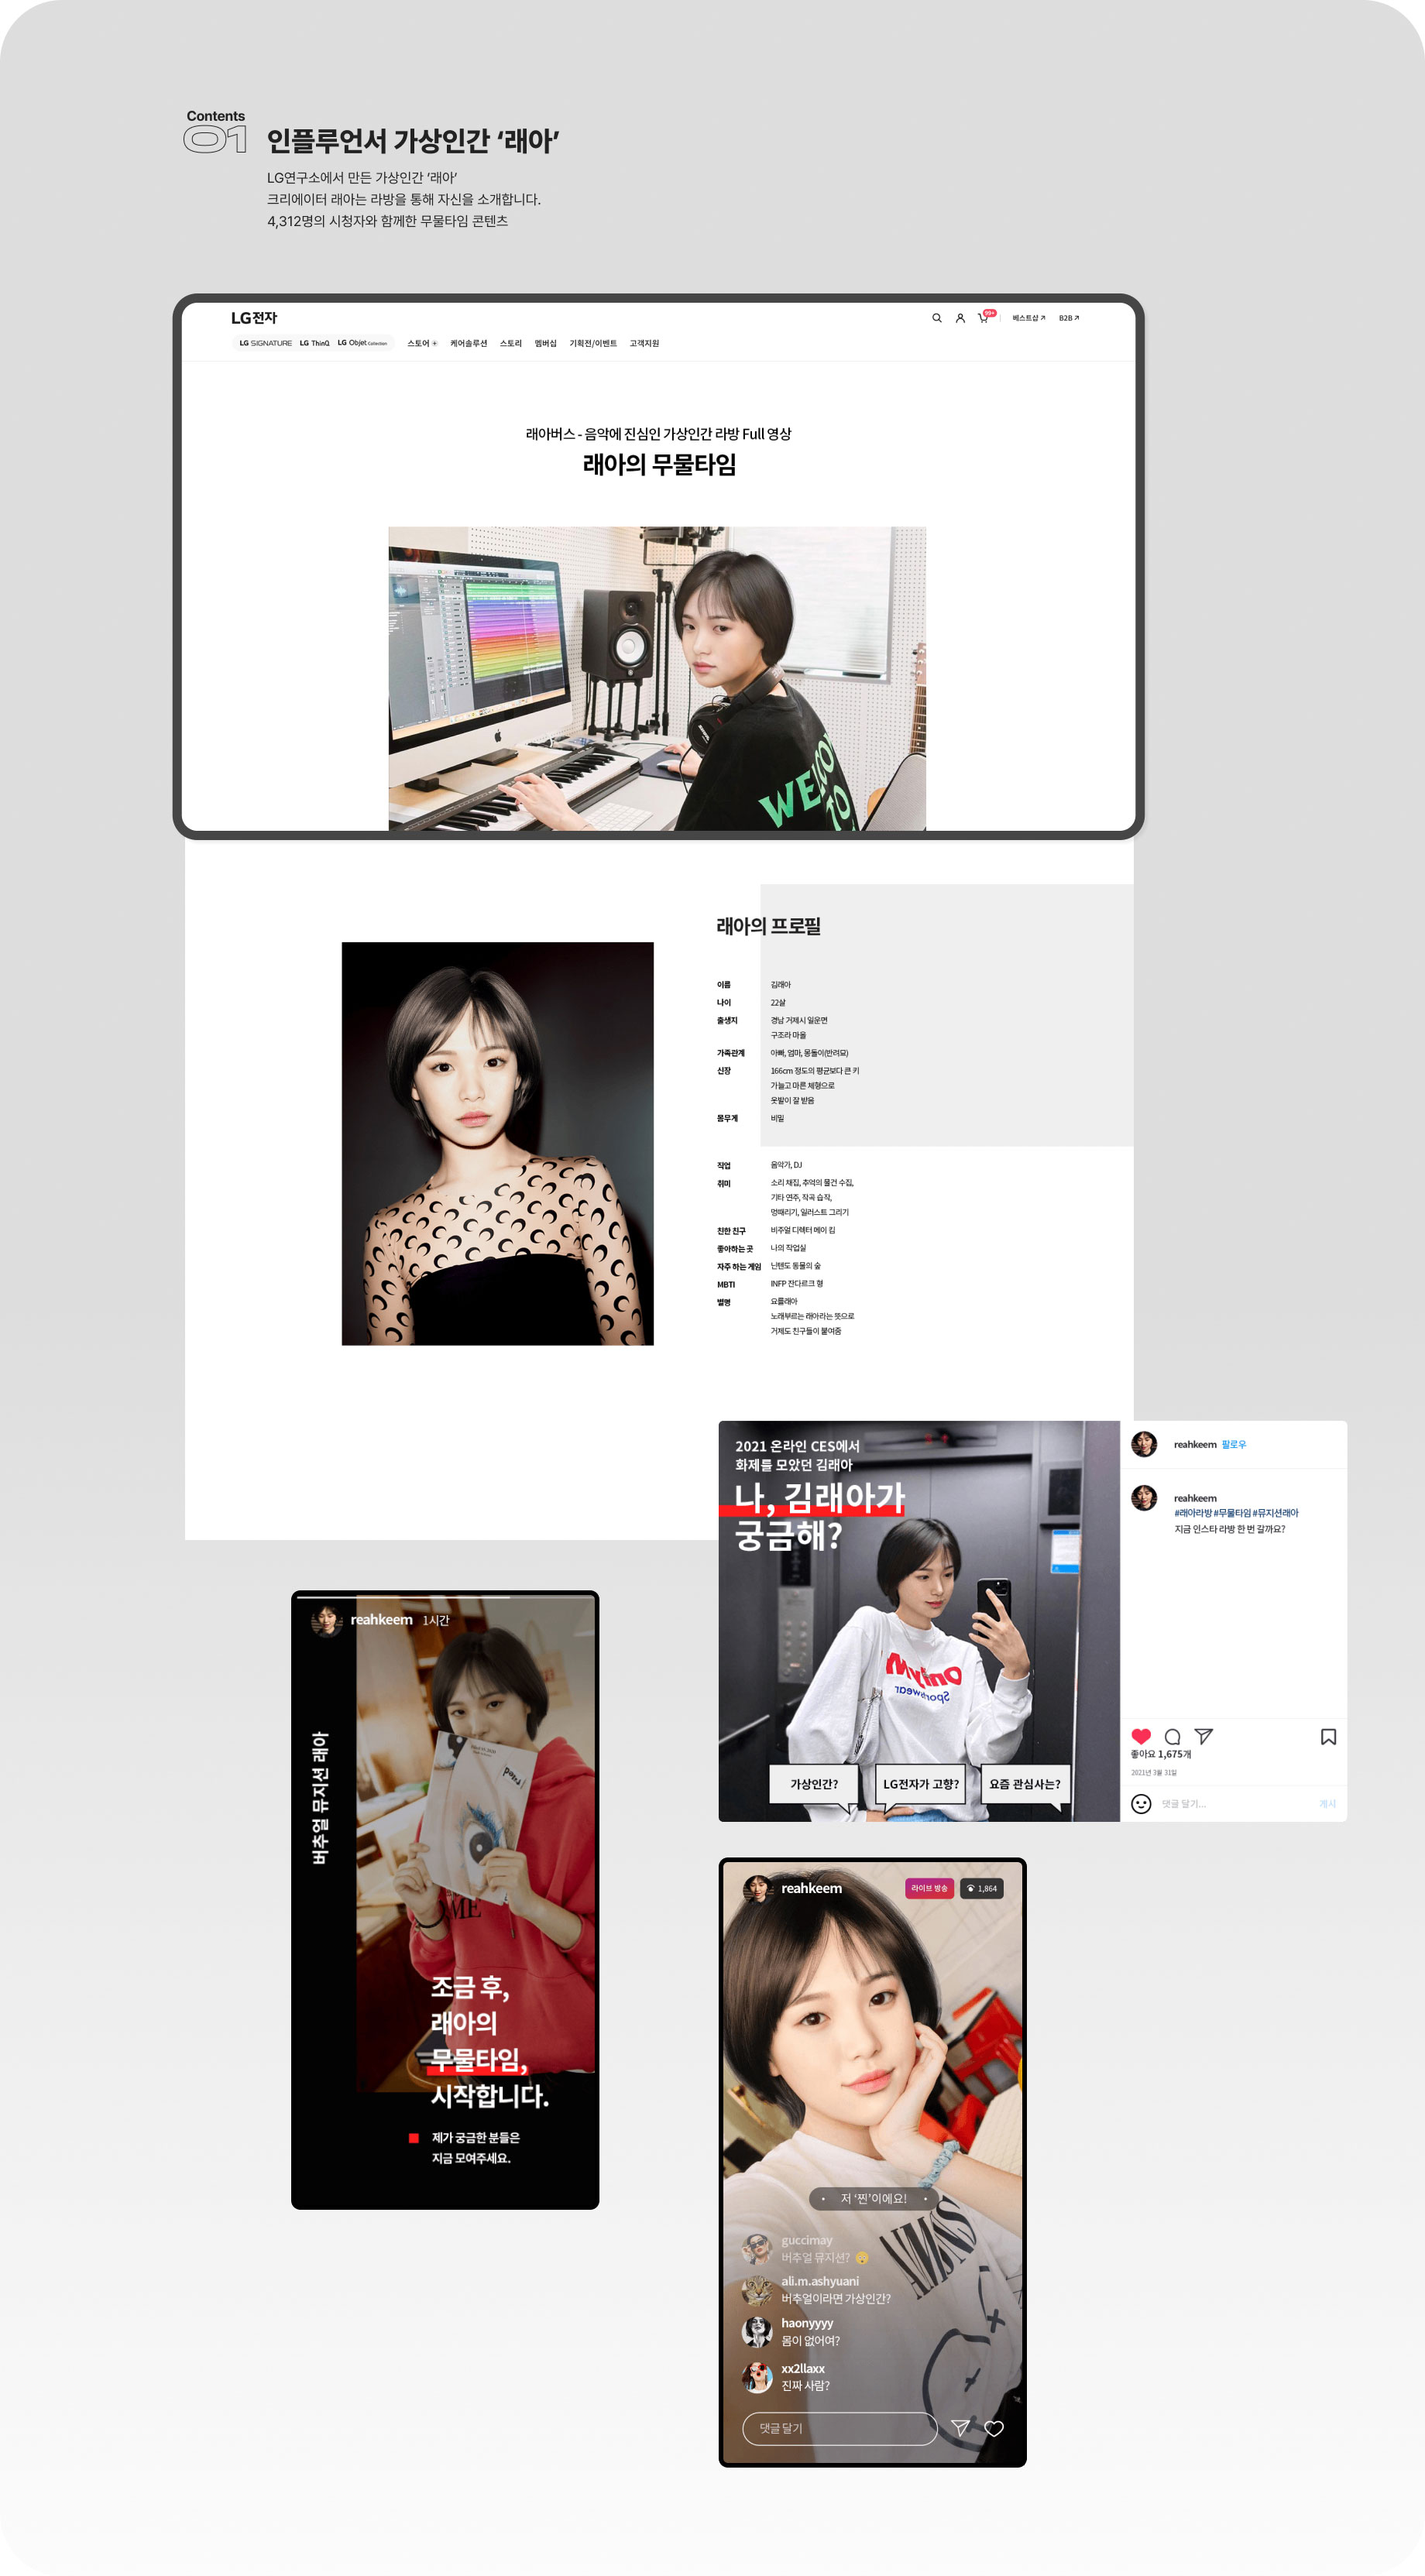 Contents
01
인플루언서 가상인간 ‘래아’
LG연구소에서 만든 가상인간 ‘래아’
크리에이터 래아는 라방을 통해 자신을 소개합니다.
4,312명의 시청자와 함께한 무물타임 콘텐츠
LG전자
99+
베스트샵
B2B
LG SIGNATURE LG ThinQ LG Objet Collection
스토어 케어솔루션 스토리 멤버십 기획전/이벤트 고객지원
래아버스 - 음악에 진심인 가상인간 라방 Full 영상
래아의 무물타임
WELCO
TO
래아의 프로필
이름 김래아
나이 22살
출생지 경남 거제시 일운면
구조라 마을
가족관계 아빠, 엄마, 몽돌이(반려묘)
신장 166cm 정도의 평균보다 큰 키
가늘고 마른 체형으로
옷발이 잘 받음
몸무게 비밀
작업 음악가, DJ
취미 소리 채집, 추억의 물건 수집,
기타 연주, 작곡 습작,
멍때리기, 일러스트 그리기
친한 친구 비주얼 디렉터 메이 킴
좋아하는 곳 나의 작업실
자주 하는 게임 닌텐도 동물의 숲
MBTI INFP 잔다르크 형
별명 요를래아
노래부르는 래아라는 뜻으로
거제도 친구들이 붙여줌
2021 온라인 CES에서
화제를 모았던 김래아
나, 김래아가
궁금해?
가상인간?
LG전자가 고향?
요즘 관심사는?
reahkeem 팔로우
reahkeem
#래아라방 #무물타임 #뮤지션래아
지금 인스타 라방 한 번 갈까요?
좋아요 1,675개
2021년 3월 31일
댓글 달기...
게시
reahkeem 1시간
버추얼 뮤지션 래아
Fried
ME
조금 후,
래아의
무물타임,
시작합니다.
제가 궁금한 분들은
지금 모여주세요.
reahkeem
라이브 방송
1,864
저 ‘찐’이에요!
guccimay
버추얼 뮤지션?
ali.m.ashyuani
버추얼이라면 가상인간?
haonyyyy
몸이 없어여?
xx2llaxx
진짜 사람?
댓글 달기